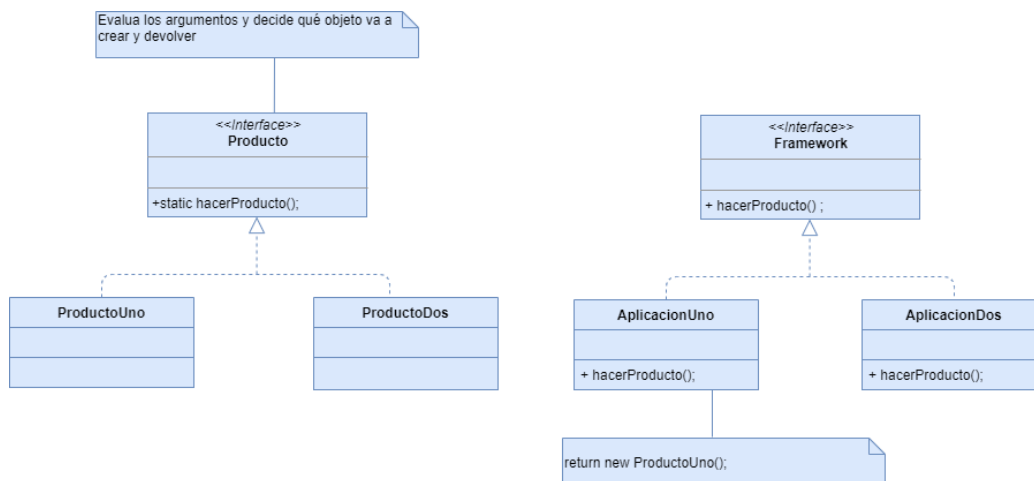 Evalua los argumentos y decide qué objeto va a
crear y devolver
<<Interface>>
Producto
+static hacerProducto();
ProductoUno
ProductoDos
<<Interface>>
Framework
+ hacerProducto() ;
AplicacionUno
+ hacerProducto();
AplicacionDos
+ hacerProducto();
return new ProductoUno();